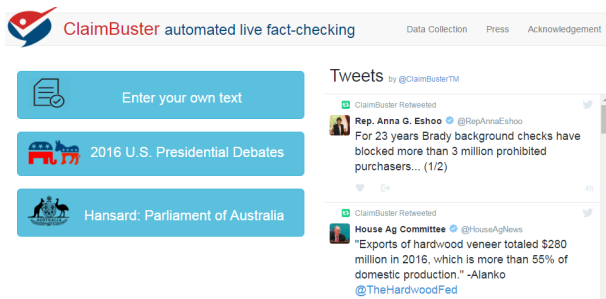 ClaimBuster automated live fact-checking
Data Collection Press Acknowledgement
Enter your own text
2016 U.S. Presidential Debates
Hansard: Parliament of Australia
Tweets by @ClaimBusterTM
ClaimBuster Retweeted
Rep. Anna G. Eshoo @RepAnnaEshoo
For 23 years Brady background checks have
blocked more than 3 million prohibited
purchasers... (1/2)
4h
ClaimBuster Retweeted
House Ag Committee @HouseAgNews
"Exports of hardwood veneer totaled $280
million in 2016, which is more than 55% of
domestic production." -Alanko
@TheHardwoodFed